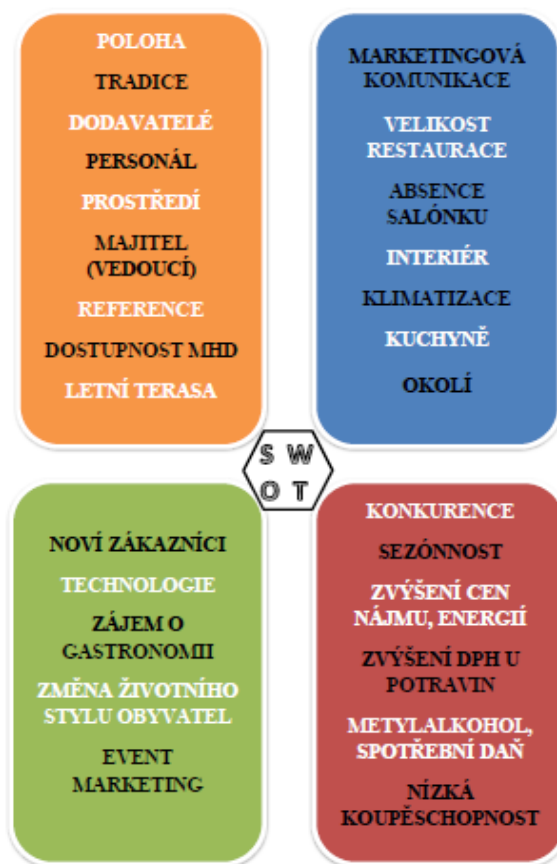 POLOHA
TRADICE
DODAVATELÉ
PERSONÁL
PROSTŘEDÍ
MAJITEL
(VEDOUCÍ)
REFERENCE
DOSTUPNOST MHD
LETNÍ TERASA
MARKETINGOVÁ
KOMUNIKACE
VELIKOST
RESTAURACE
ABSENCE
SALÓNKU
INTERIÉR
KLIMATIZACE
KUCHYNĚ
OKOLÍ
S W
O T
NOVÍ ZÁKAZNÍCI
TECHNOLOGIE
ZÁJEM O
GASTRONOMII
ZMĚNA ŽIVOTNÍHO
STYLU OBYVATEL
EVENT
MARKETING
KONKURENCE
SEZÓNNOST
ZVÝŠENÍ CEN
NÁJMU, ENERGIÍ
ZVÝŠENÍ DPH U
POTRAVIN
METYLALKOHOL,
SPOTŘEBNÍ DAŇ
NÍZKÁ
KOUPĚSCHOPNOST